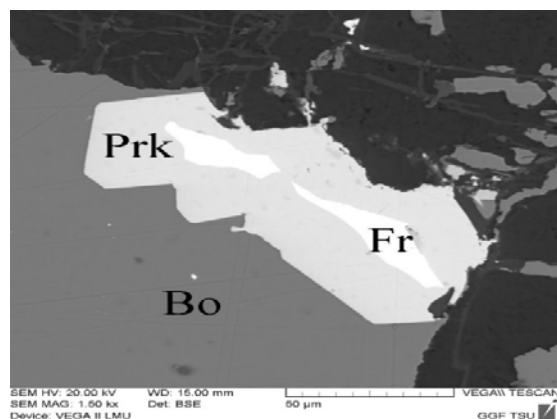 Prk
Fr
Bo
SEM HV: 20.00 kV WD: 15.00 mm VEGA\\ TESCAN
SEM MAG: 1.50 kx Det: BSE 50 µm
Device: VEGA II LMU GGF TSU